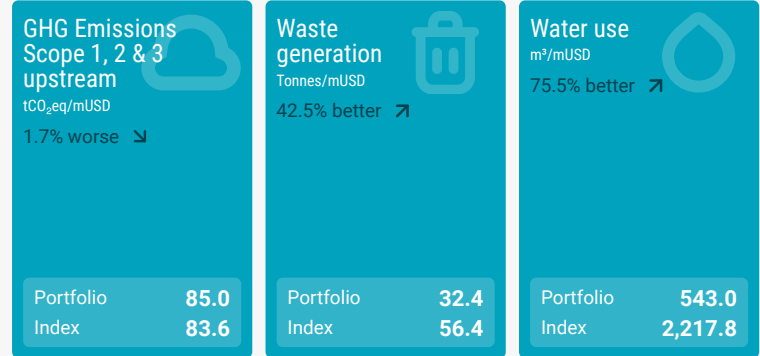 GHG Emissions
Scope 1, 2 & 3
upstream
tCO₂eq/mUSD
1.7% worse
Portfolio 85.0
Index 83.6
Waste
generation
Tonnes/mUSD
42.5% better
Portfolio 32.4
Index 56.4
Water use
m³/mUSD
75.5% better
Portfolio 543.0
Index 2,217.8